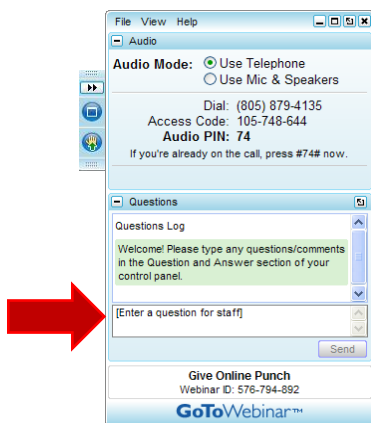 File View Help
Audio
Audio Mode: Use Telephone
Use Mic & Speakers
Dial: (805) 879-4135
Access Code: 105-748-644
Audio PIN: 74
If you're already on the call, press #74# now.
Questions
Questions Log
Welcome! Please type any questions/comments
in the Question and Answer section of your
control panel.
[Enter a question for staff]
Send
Give Online Punch
Webinar ID: 576-794-892
GoToWebinar™